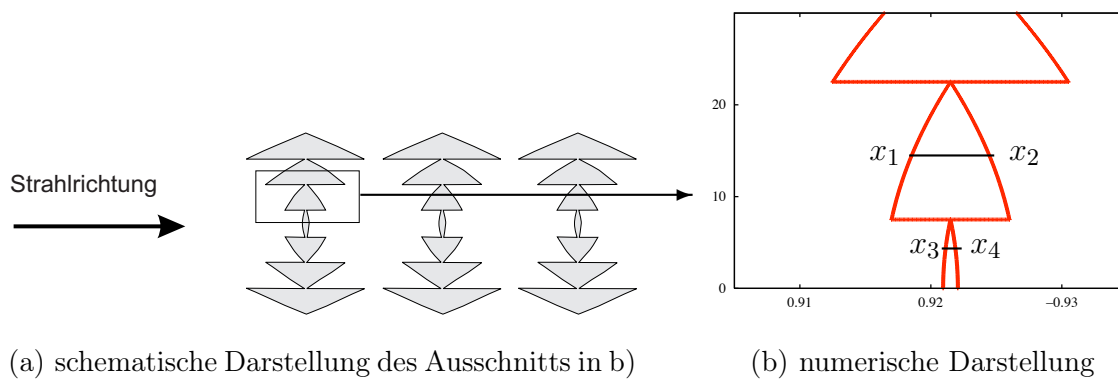 Strahlrichtung
20
10
0
x₁
x₂
x₃
x₄
0.91
0.92
−0.93
(a) schematische Darstellung des Ausschnitts in b)
(b) numerische Darstellung